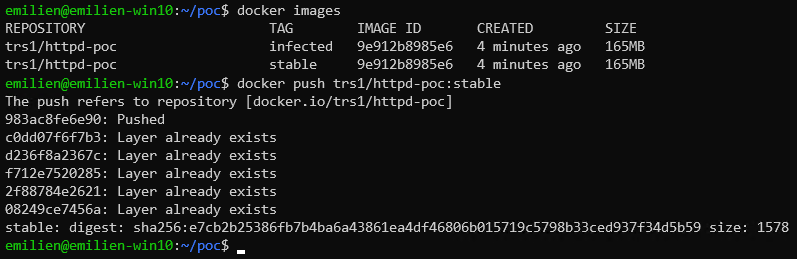 emilien@emilien-win10:~/poc$ docker images
REPOSITORY TAG IMAGE ID CREATED SIZE
trs1/httpd-poc infected 9e912b8985e6 4 minutes ago 165MB
trs1/httpd-poc stable 9e912b8985e6 4 minutes ago 165MB
emilien@emilien-win10:~/poc$ docker push trs1/httpd-poc:stable
The push refers to repository [docker.io/trs1/httpd-poc]
983ac8fe6e90: Pushed
c0dd07f6f7b3: Layer already exists
d236f8a2367c: Layer already exists
f712e7520285: Layer already exists
2f88784e2621: Layer already exists
08249ce7456a: Layer already exists
stable: digest: sha256:e7cb2b25386fb7b4ba6a43861ea4df46806b015719c5798b33ced937f34d5b59 size: 1578
emilien@emilien-win10:~/poc$